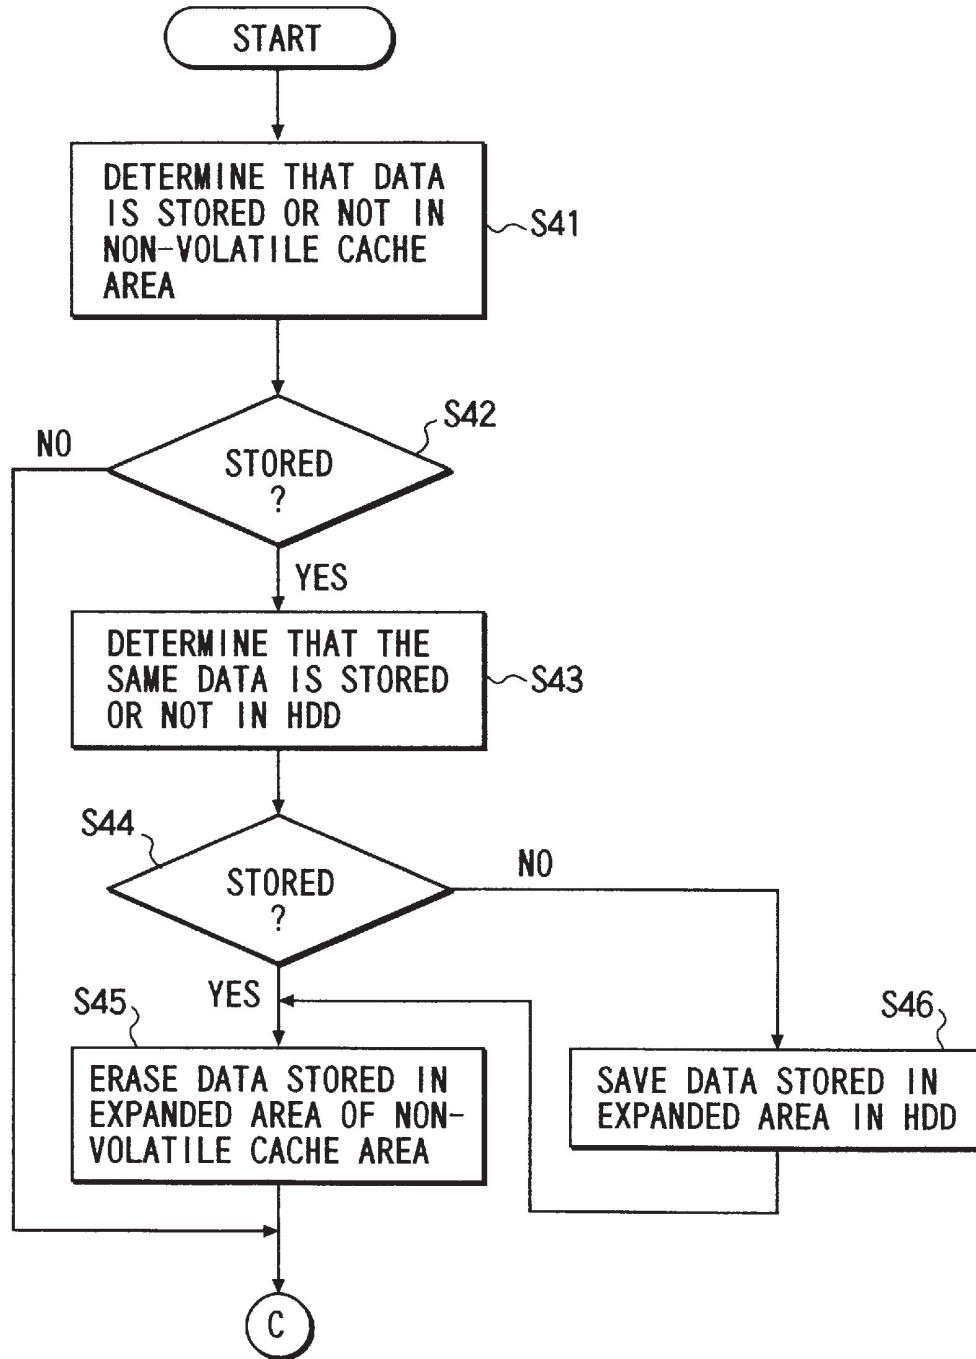 START
DETERMINE THAT DATA
IS STORED OR NOT IN
NON-VOLATILE CACHE
AREA
S41
S42
NO
STORED
?
YES
DETERMINE THAT THE
SAME DATA IS STORED
OR NOT IN HDD
S43
S44
NO
STORED
?
YES
S45
S46
ERASE DATA STORED IN
EXPANDED AREA OF NON-
VOLATILE CACHE AREA
SAVE DATA STORED IN
EXPANDED AREA IN HDD
C